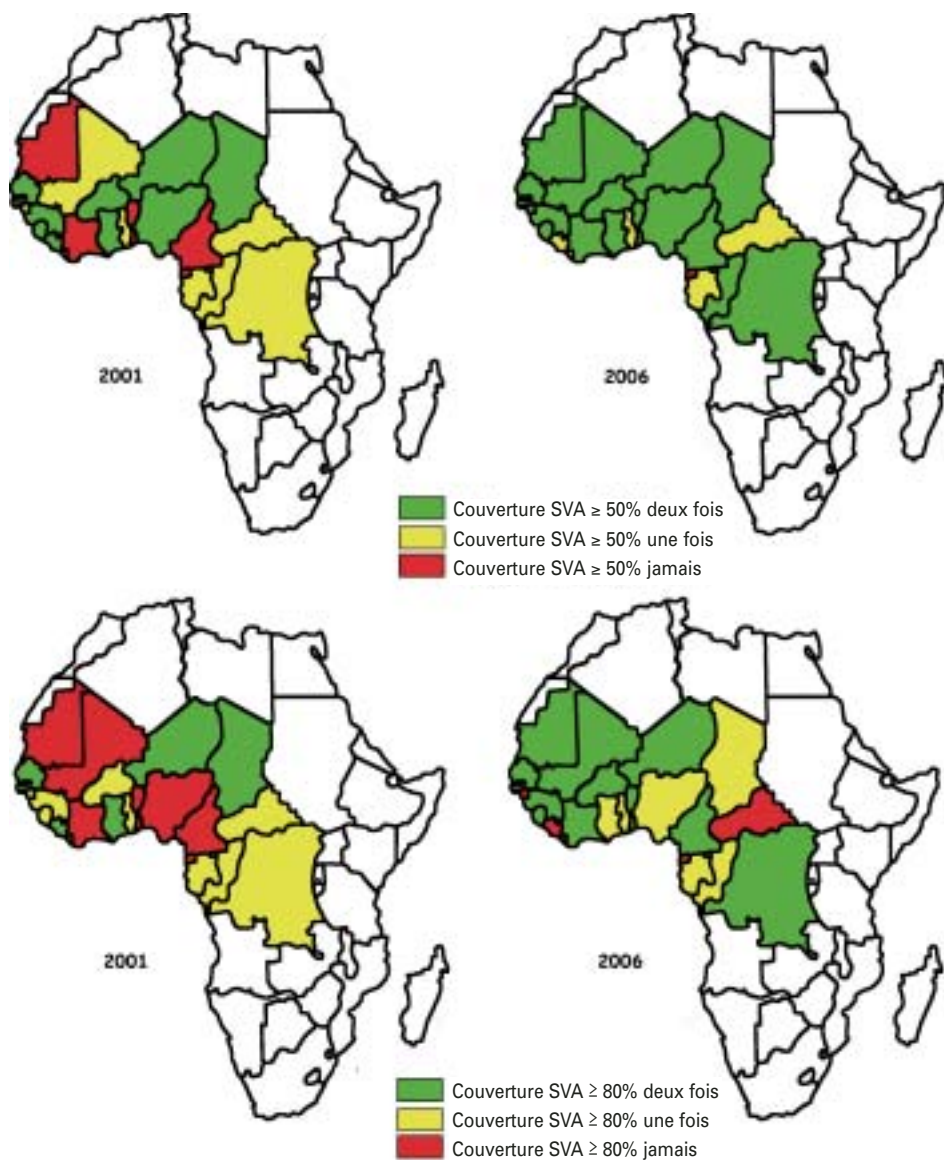 2001
2006
Couverture SVA ≥ 50% deux fois
Couverture SVA ≥ 50% une fois
Couverture SVA ≥ 50% jamais
2001
2006
Couverture SVA ≥ 80% deux fois
Couverture SVA ≥ 80% une fois
Couverture SVA ≥ 80% jamais